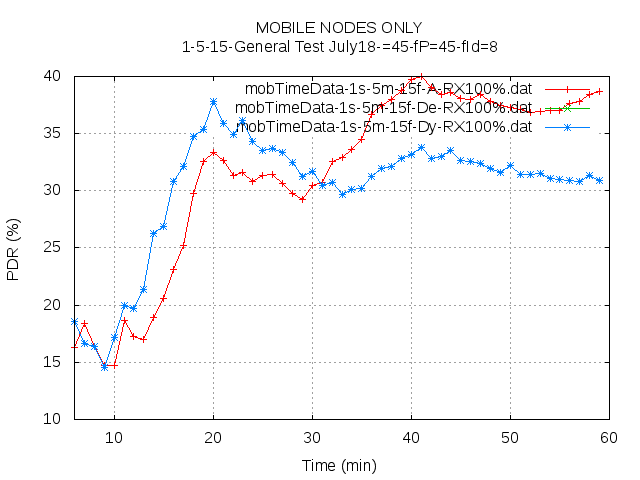 MOBILE NODES ONLY
1-5-15-General Test July18-=45-fP=45-fId=8
mobTimeData-1s-5m-15f-A-RX100%.dat
mobTimeData-1s-5m-15f-De-RX100%.dat
mobTimeData-1s-5m-15f-Dy-RX100%.dat
40
35
30
25
20
15
10
PDR (%)
10 20 30 40 50 60
Time (min)